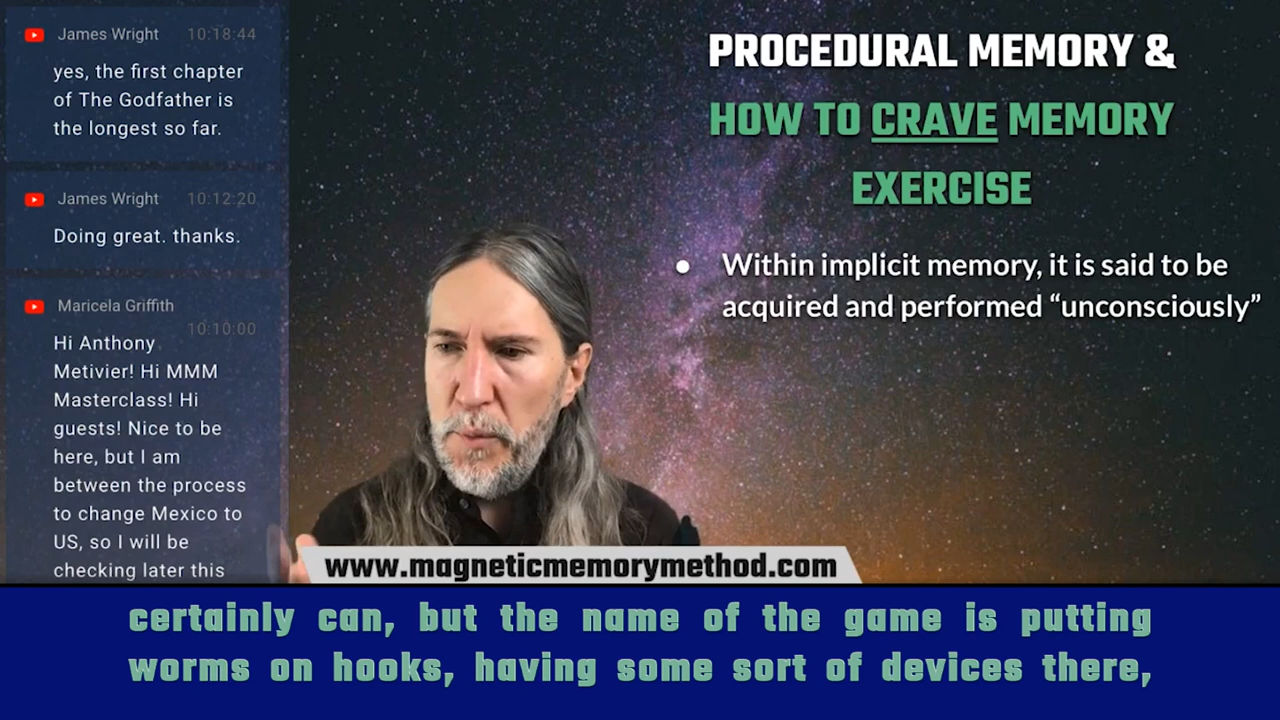 James Wright 10:18:44
yes, the first chapter
of The Godfather is
the longest so far.
James Wright 10:12:20
Doing great. thanks.
Maricela Griffith
10:10:00
Hi Anthony
Metivier! Hi MMM
Masterclass! Hi
guests! Nice to be
here, but I am
between the process
to change Mexico to
US, so I will be
checking later this
PROCEDURAL MEMORY &
HOW TO CRAVE MEMORY
EXERCISE
● Within implicit memory, it is said to be
acquired and performed “unconsciously”
www.magneticmemorymethod.com
certainly can, but the name of the game is putting
worms on hooks, having some sort of devices there,